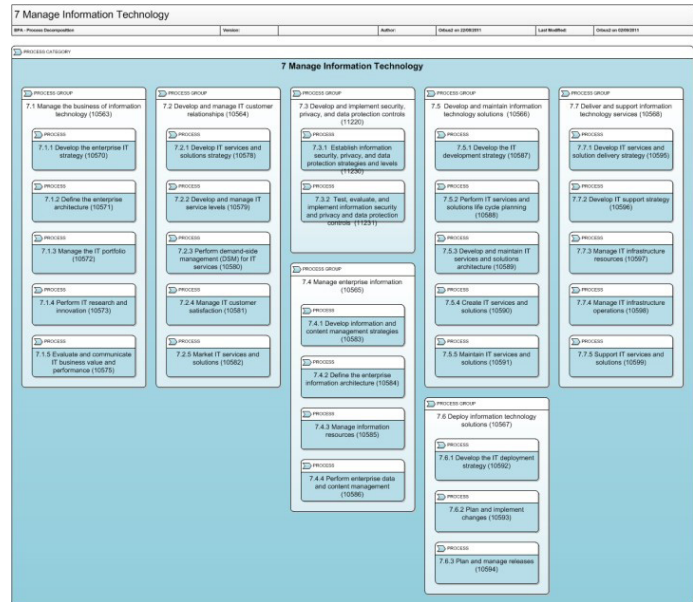 7 Manage Information Technology
BPA - Process Decomposition
Version:
Author:
Orbus2 on 22/09/2011
Last Modified:
Orbus2 on 02/09/2011
PROCESS CATEGORY
7 Manage Information Technology
PROCESS GROUP
7.1 Manage the business of information
technology (10563)
PROCESS
7.1.1 Develop the enterprise IT
strategy (10570)
PROCESS
7.1.2 Define the enterprise
architecture (10571)
PROCESS
7.1.3 Manage the IT portfolio
(10572)
PROCESS
7.1.4 Perform IT research and
innovation (10573)
PROCESS
7.1.5 Evaluate and communicate
IT business value and
performance (10575)
PROCESS GROUP
7.2 Develop and manage IT customer
relationships (10564)
PROCESS
7.2.1 Develop IT services and
solutions strategy (10578)
PROCESS
7.2.2 Develop and manage IT
service levels (10579)
PROCESS
7.2.3 Perform demand-side
management (DSM) for IT
services (10580)
PROCESS
7.2.4 Manage IT customer
satisfaction (10581)
PROCESS
7.2.5 Market IT services and
solutions (10582)
PROCESS GROUP
7.3 Develop and implement security,
privacy, and data protection controls
(11220)
PROCESS
7.3.1 Establish information
security, privacy, and data
protection strategies and levels
(11230)
PROCESS
7.3.2 Test, evaluate, and
implement information security
and privacy and data protection
controls (11231)
PROCESS GROUP
7.4 Manage enterprise information
(10565)
PROCESS
7.4.1 Develop information and
content management strategies
(10583)
PROCESS
7.4.2 Define the enterprise
information architecture (10584)
PROCESS
7.4.3 Manage information
resources (10585)
PROCESS
7.4.4 Perform enterprise data
and content management
(10586)
PROCESS GROUP
7.5 Develop and maintain information
technology solutions (10566)
PROCESS
7.5.1 Develop the IT
development strategy (10587)
PROCESS
7.5.2 Perform IT services and
solutions life cycle planning
(10588)
PROCESS
7.5.3 Develop and maintain IT
services and solutions
architecture (10589)
PROCESS
7.5.4 Create IT services and
solutions (10590)
PROCESS
7.5.5 Maintain IT services and
solutions (10591)
PROCESS GROUP
7.6 Deploy information technology
solutions (10567)
PROCESS
7.6.1 Develop the IT deployment
strategy (10592)
PROCESS
7.6.2 Plan and implement
changes (10593)
PROCESS
7.6.3 Plan and manage releases
(10594)
PROCESS GROUP
7.7 Deliver and support information
technology services (10568)
PROCESS
7.7.1 Develop IT services and
solution delivery strategy (10595)
PROCESS
7.7.2 Develop IT support strategy
(10596)
PROCESS
7.7.3 Manage IT infrastructure
resources (10597)
PROCESS
7.7.4 Manage IT infrastructure
operations (10598)
PROCESS
7.7.5 Support IT services and
solutions (10599)